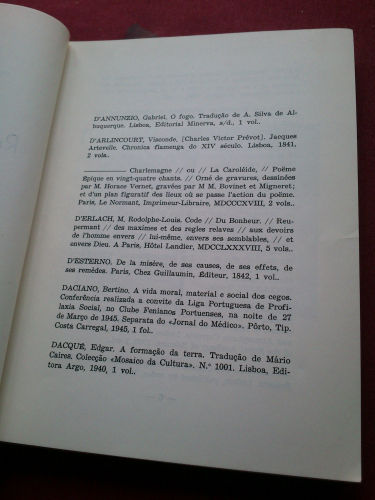 D'ANNUNZIO, Gabriel. O fogo. Tradução de A. Silva de Al-
buquerque. Lisboa, Editorial Minerva, s/d., 1 vol..
D'ARLINCOURT, Visconde. [Charles Victor Prévot]. Jacques
Artevelle. Chronica flamenga do XIV século. Lisboa, 1841,
2 vols.
——— Charlemagne // ou // La Caroléide, // Poème
Epique en vingt-quatre chants. // Orné de gravures, dessinées
par M. Horace Vernet, gravées par M M. Bovinet et Migneret;
et d'un plan figuratif des lieux où se passe l'action du poëme.
Paris, Le Normant, Imprimeur-Libraire, MDCCCXVIII, 2 vols..
D'ERLACH, M, Rodolphe-Louis. Code // Du Bonheur. // Reu-
permant // des maximes et des regles relaves // aux devoirs
de l'homme envers // lui-même, envers ses semblables, // et
envers Dieu. A Paris, Hôtel Landier, MDCLXXXVIII, 5 vols..
D'ESTERNO. De la misère, de ses causes, de ses effets, de
ses remédes. Paris, Chez Guillaumin, Éditeur, 1842, 1 vol..
DACIANO, Bertino. A vida moral, material e social dos cegos.
Conferência realizada a convite da Liga Portuguesa de Profi-
laxia Social, no Clube Fenianos Portuenses, na noite de 27
de Março de 1945. Separata do «Jornal do Médico». Pôrto, Tip.
Costa Carregal, 1945, 1 fol..
DACQUÉ, Edgar. A formação da terra. Tradução de Mário
Caires. Colecção «Mosaico da Cultura». N.º 1001. Lisboa, Edi-
tora Argo, 1940, 1 vol..